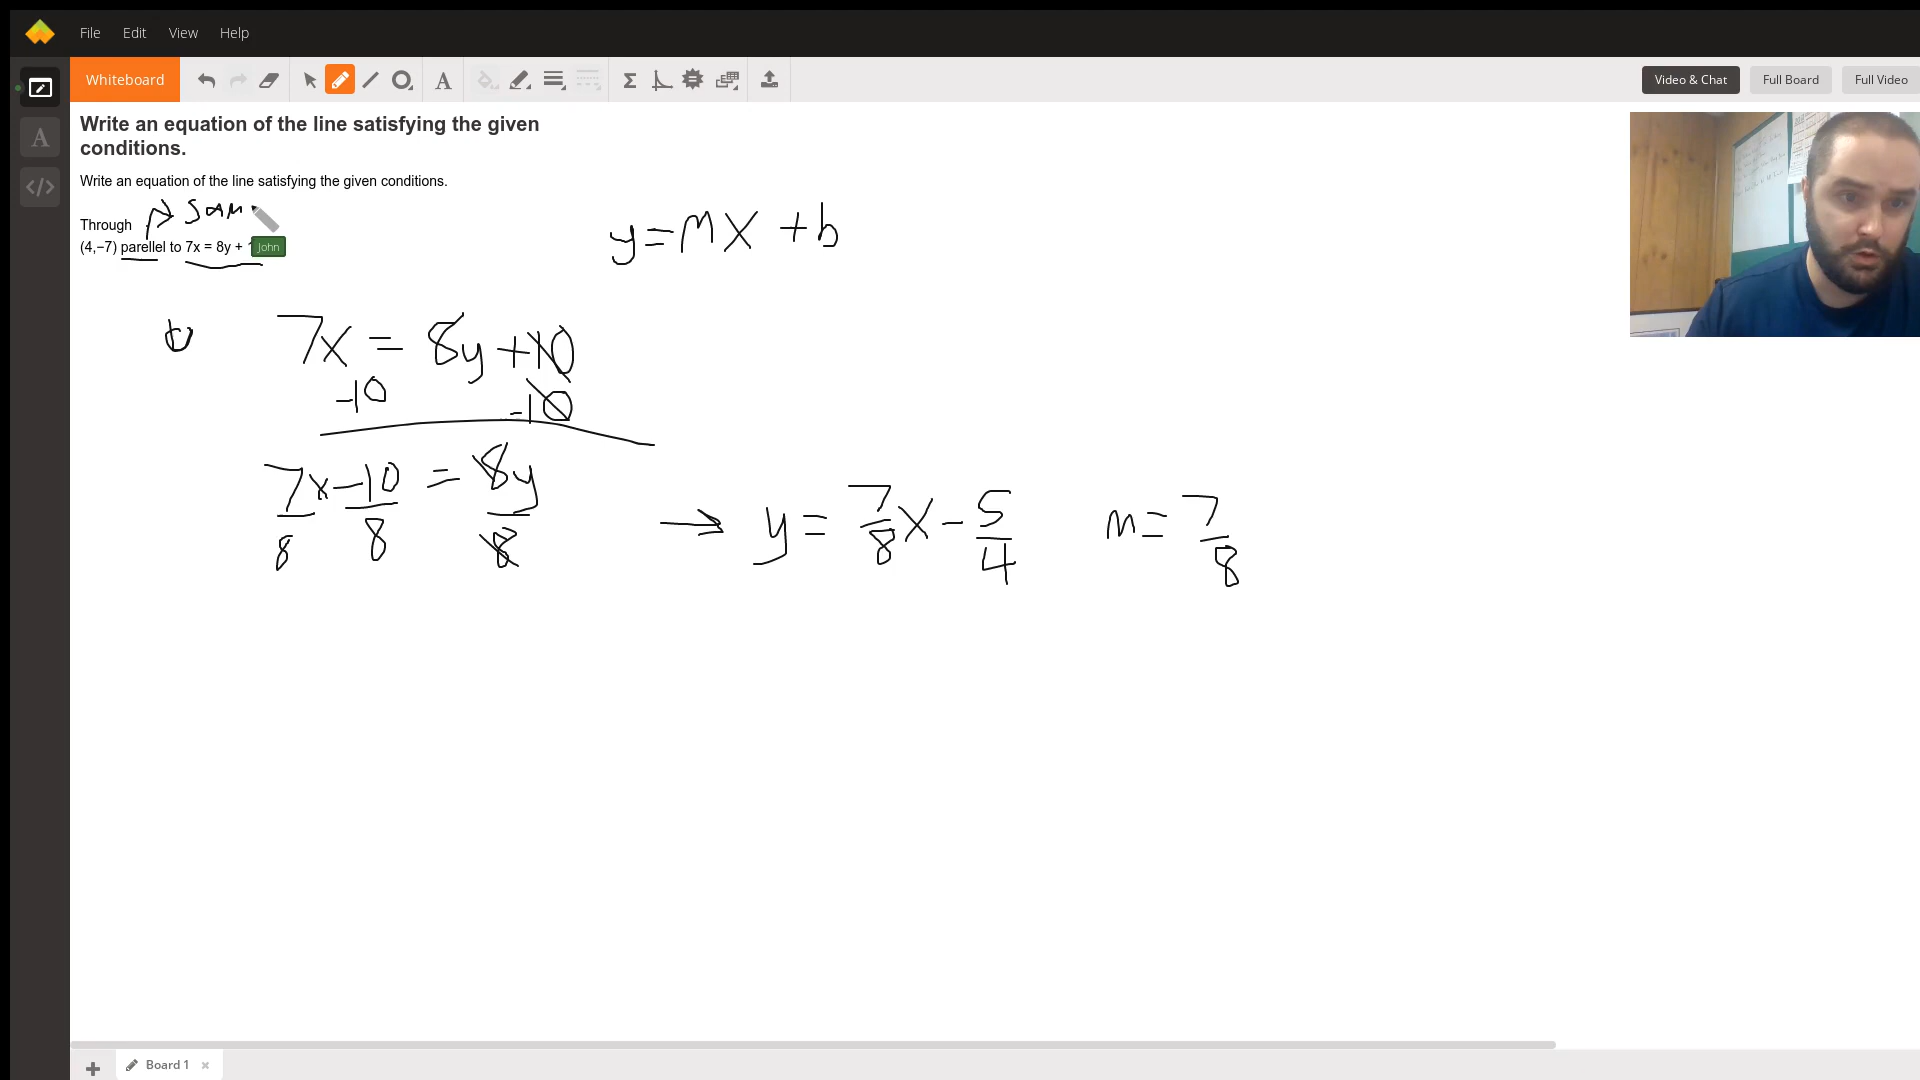 File Edit View Help
Whiteboard
A
Σ
Video & Chat Full Board Full Video
A
</>
Write an equation of the line satisfying the given
conditions.
Write an equation of the line satisfying the given conditions.
Through
(4,−7) parellel to 7x = 8y +
John
y = mx + b
7x = 8y + 10
-10 -10
7x - 10 = 8y
8 8 8
→ y = 7/8 x - 5/4
m = 7/8
Board 1